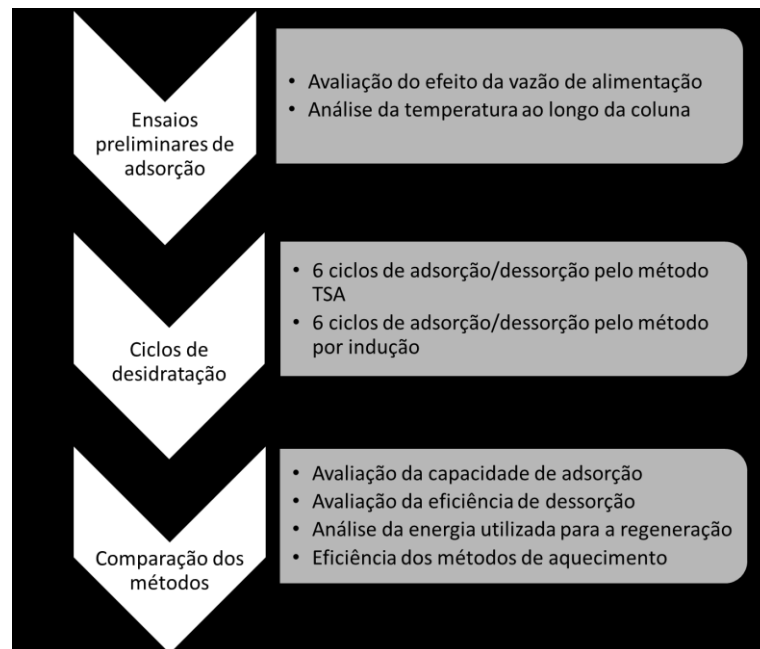 Ensaios
preliminares de
adsorção
• Avaliação do efeito da vazão de alimentação
• Análise da temperatura ao longo da coluna
Ciclos de
desidratação
• 6 ciclos de adsorção/dessorção pelo método
TSA
• 6 ciclos de adsorção/dessorção pelo método
por indução
Comparação dos
métodos
• Avaliação da capacidade de adsorção
• Avaliação da eficiência de dessorção
• Análise da energia utilizada para a regeneração
• Eficiência dos métodos de aquecimento